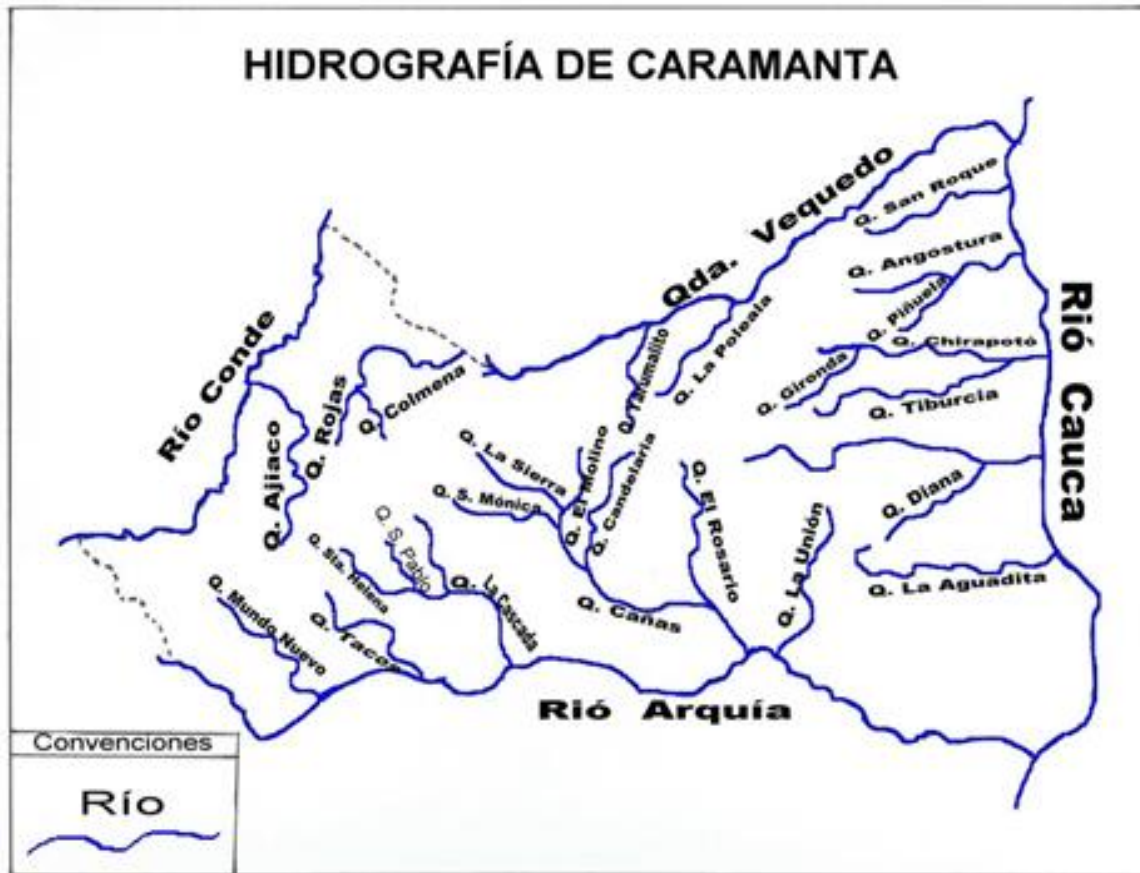 HIDROGRAFÍA DE CARAMANTA
Qda. Vequedo
Q. San Roque
Q. Angostura
Q. Piñuela
Q. Chirapotó
Rió Cauca
Q. Gironda
Q. Tiburcia
Q. La Poleala
Q. Tarumalito
Río Conde
Q. Rojas
Q. Colmena
Q. Ajiaco
Q. La Sierra
Q. El Molino
Q. Candelaria
Q. S. Mónica
Q. El Rosario
Q. Diana
Q. La Unión
Q. La Aguadita
Q. S. Pablo
Q. Sta. Helena
Q. La Cascada
Q. Cañas
Q. Mundo Nuevo
Q. Tacon
Rió Arquía
Convenciones
Río